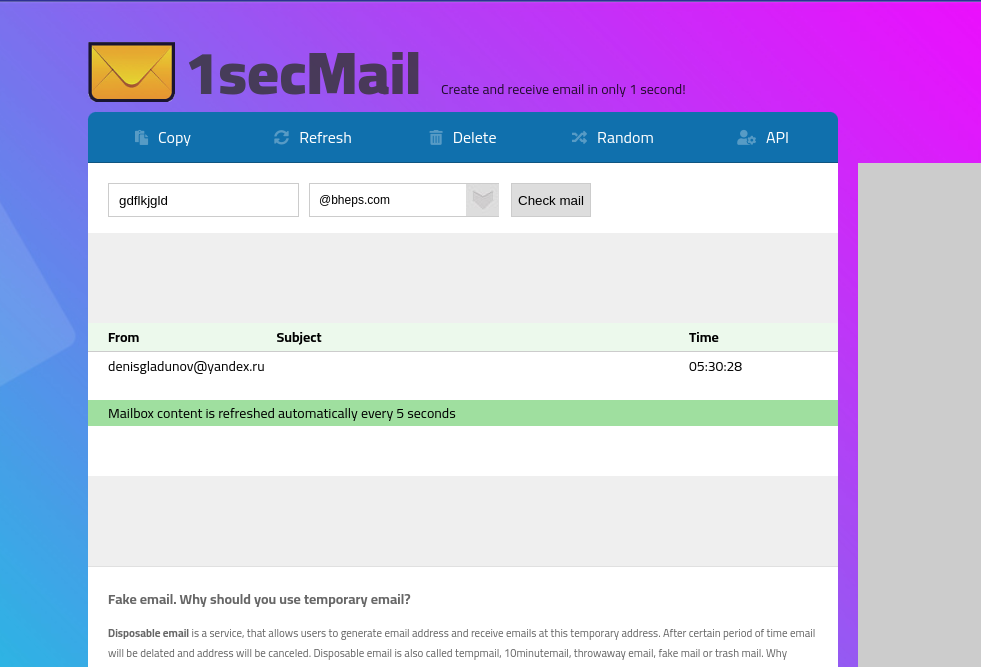 1secMail
Create and receive email in only 1 second!
Copy Refresh Delete Random API
gdflkjgld @bheps.com Check mail
From Subject Time
denisgladunov@yandex.ru 05:30:28
Mailbox content is refreshed automatically every 5 seconds
Fake email. Why should you use temporary email?
Disposable email is a service, that allows users to generate email address and receive emails at this temporary address. After certain period of time email
will be delated and address will be canceled. Disposable email is also called tempmail, 10minutemail, throwaway email, fake mail or trash mail. Why